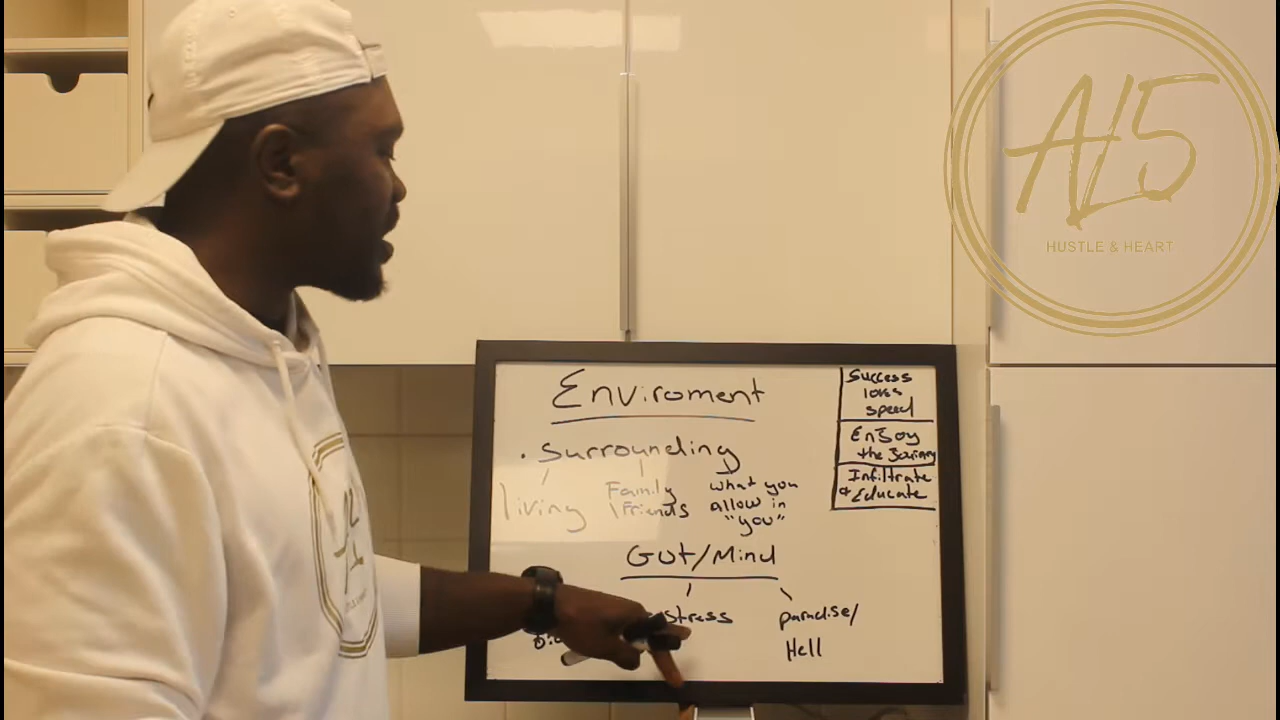 AL5
HUSTLE & HEART
Enviroment
Success
loss
speed
Enjoy
the Journey
Infiltrate
& Educate
• Surrounding
living
Family
Friends
what you
allow in
"you"
Gut/Mind
stress
paradise/
Hell